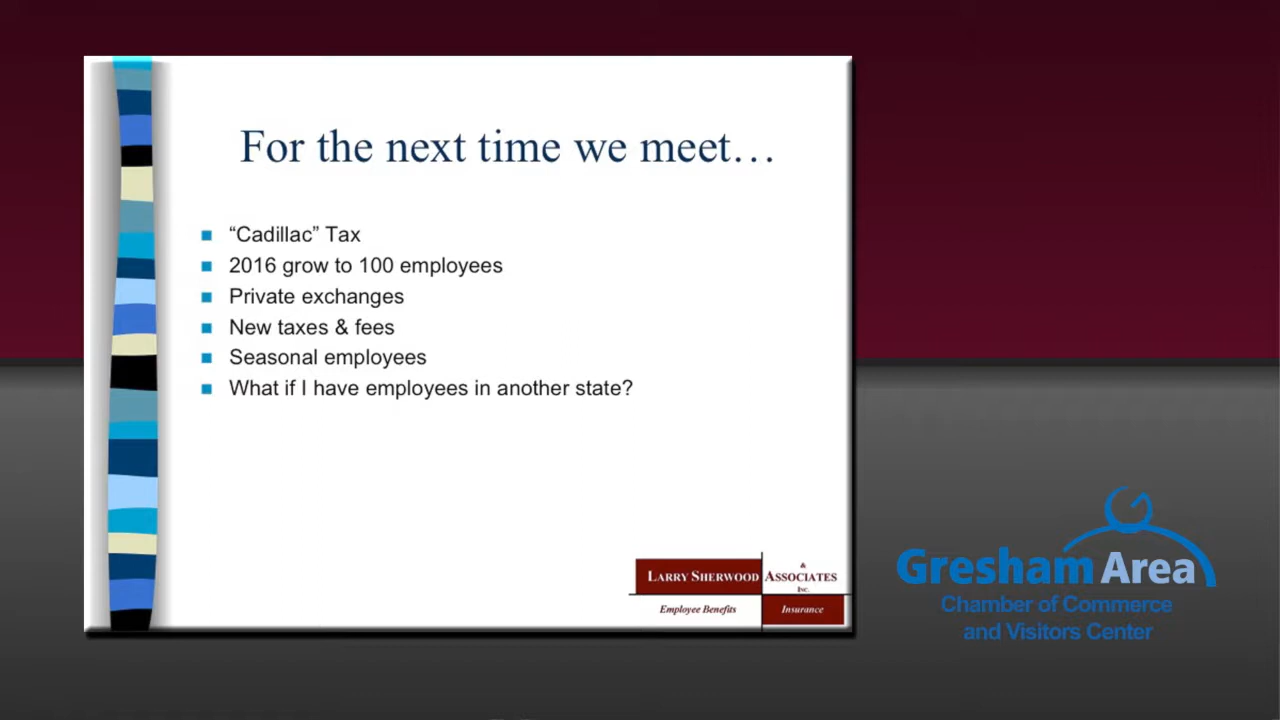 For the next time we meet…
“Cadillac” Tax
2016 grow to 100 employees
Private exchanges
New taxes & fees
Seasonal employees
What if I have employees in another state?
LARRY SHERWOOD & ASSOCIATES INC.
Employee Benefits Insurance
Gresham Area
Chamber of Commerce
and Visitors Center